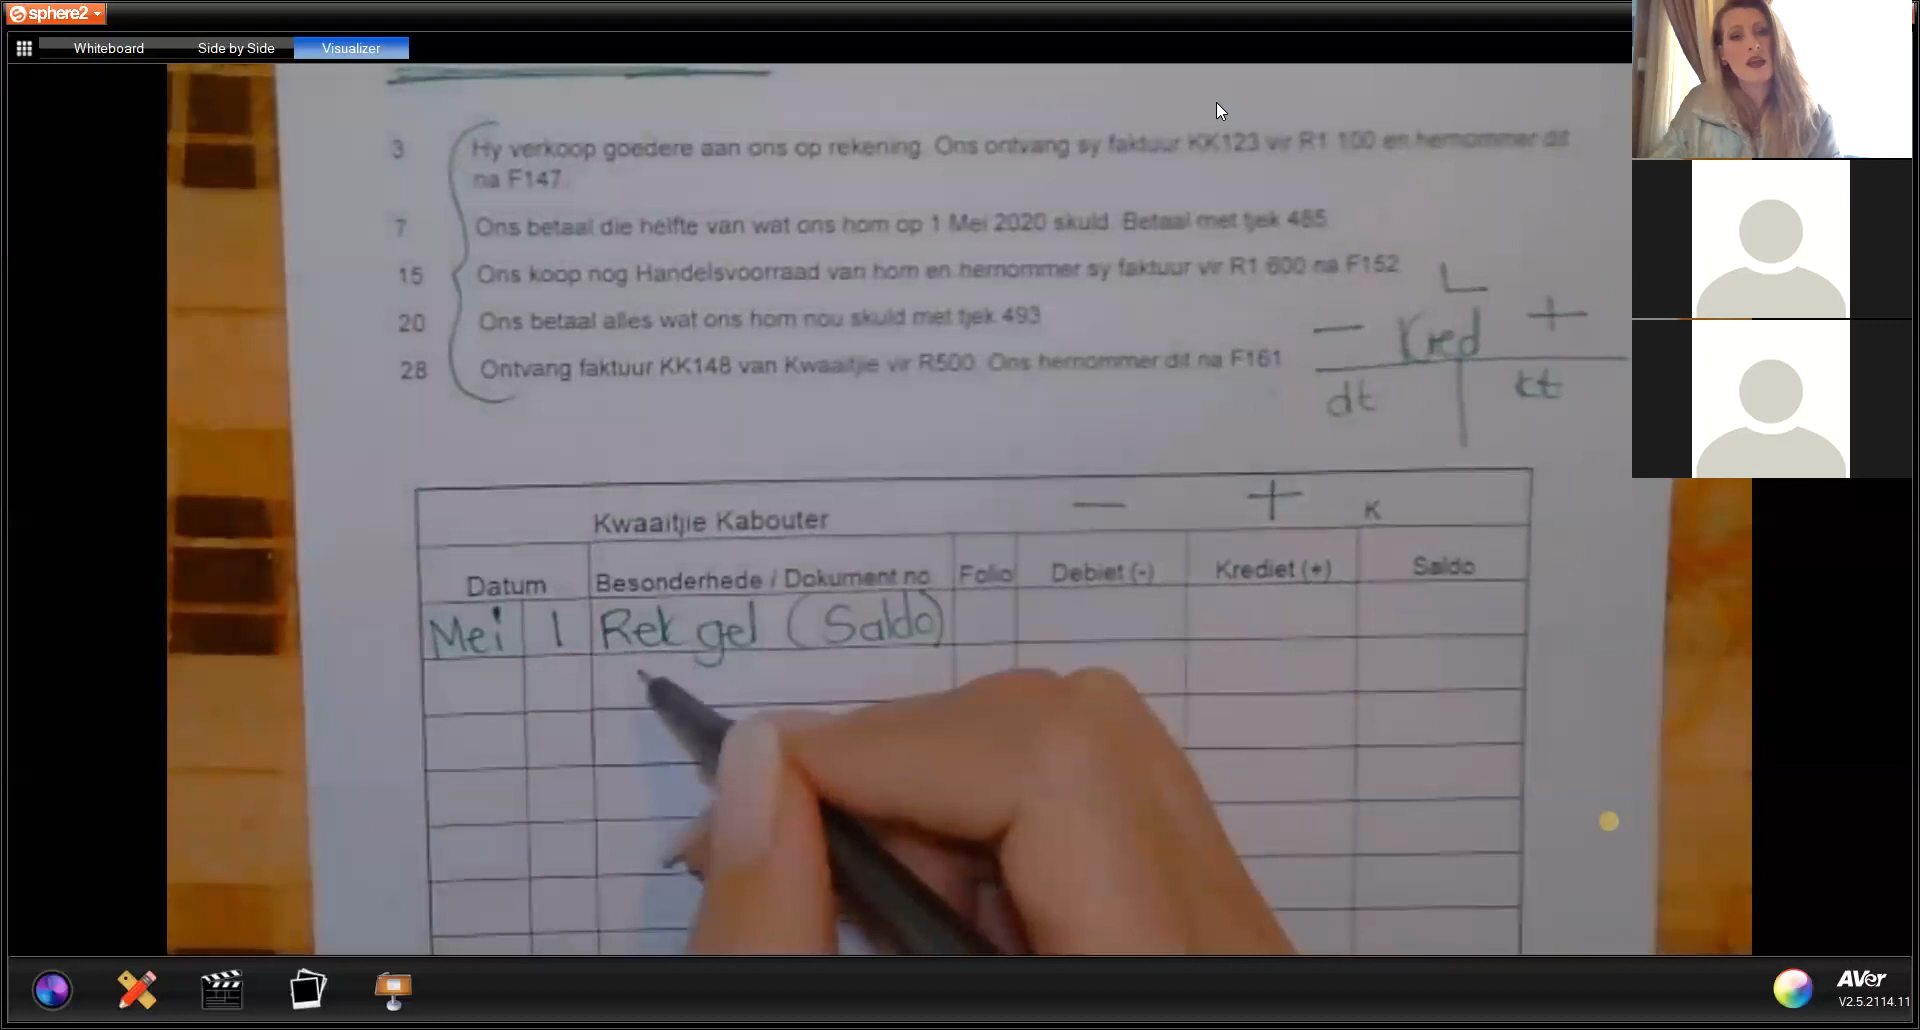 sphere2
Whiteboard Side by Side Visualizer
3 Hy verkoop goedere aan ons op rekening. Ons ontvang sy faktuur KK123 vir R1 100 en hernommer dit
na F147.
7 Ons betaal die helfte van wat ons hom op 1 Mei 2020 skuld. Betaal met tjek 485.
15 Ons koop nog Handelsvoorraad van hom en hernommer sy faktuur vir R1 600 na F152
20 Ons betaal alles wat ons hom nou skuld met tjek 493
28 Ontvang faktuur KK148 van Kwaaitjie vir R500. Ons hernommer dit na F161
L
− Kred +
dt kt
Kwaaitjie Kabouter − + K
Datum Besonderhede / Dokument no Folio Debiet (-) Krediet (+) Saldo
Mei 1 Rek gel (Saldo)
AVer
V2.5.2114.11